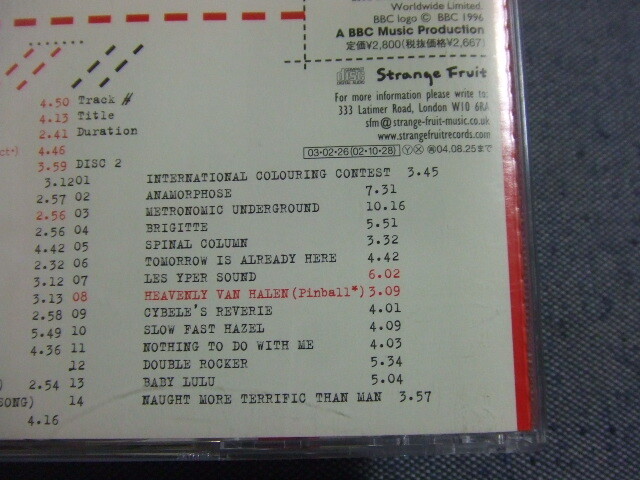 Worldwide Limited.
BBC logo © BBC 1996
A BBC Music Production
定価¥2,800(税抜価格¥2,667)
COMPACT disc DIGITAL AUDIO
Strange Fruit
For more information please write to:
333 Latimer Road, London W10 6RA
sfm@strange-fruit-music.co.uk
www.strangefruitrecords.com
03・02・26(02・10・28) Ⓨ Ⓧ ㊙04.08.25まで
4.50
4.13
2.41
4.46
3.59
3.12
2.57
2.56
2.56
4.42
2.32
3.12
3.13
2.58
5.49
4.36
2.54
SONG)
4.16
Track #
Title
Duration
DISC 2
01 INTERNATIONAL COLOURING CONTEST 3.45
02 ANAMORPHOSE 7.31
03 METRONOMIC UNDERGROUND 10.16
04 BRIGITTE 5.51
05 SPINAL COLUMN 3.32
06 TOMORROW IS ALREADY HERE 4.42
07 LES YPER SOUND 6.02
08 HEAVENLY VAN HALEN(Pinball*) 3.09
09 CYBELE'S REVERIE 4.01
10 SLOW FAST HAZEL 4.09
11 NOTHING TO DO WITH ME 4.03
12 DOUBLE ROCKER 5.34
13 BABY LULU 5.04
14 NAUGHT MORE TERRIFIC THAN MAN 3.57